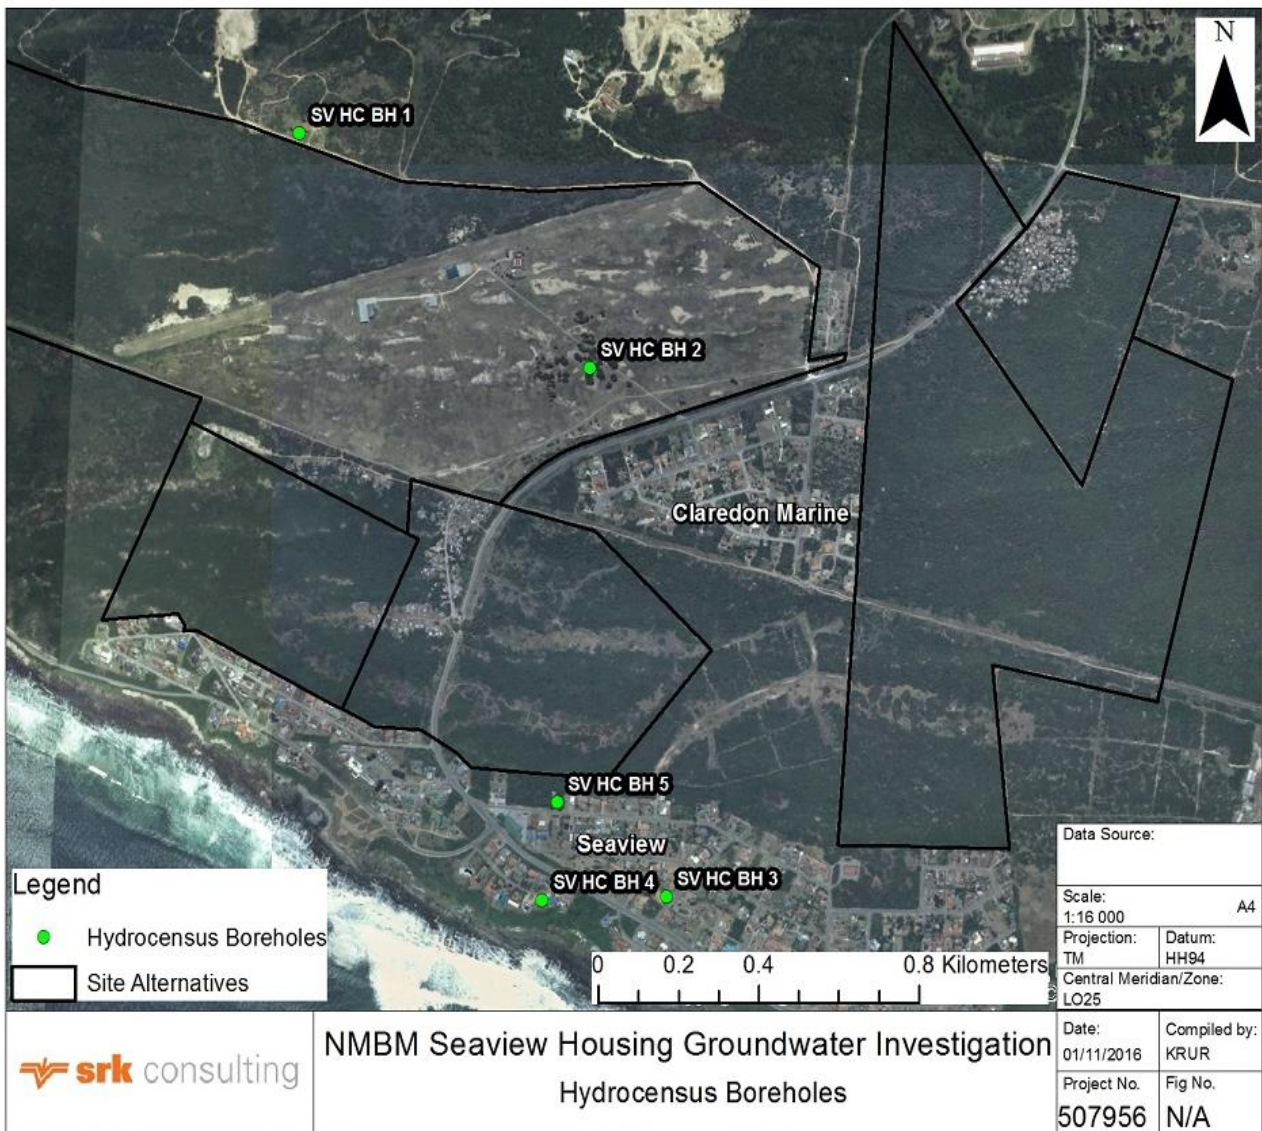 N
SV HC BH 1
SV HC BH 2
Claredon Marine
SV HC BH 5
Seaview
SV HC BH 4
SV HC BH 3
Legend
Hydrocensus Boreholes
Site Alternatives
0 0.2 0.4 0.8 Kilometers
Data Source:
Scale:
1:16 000 A4
Projection: Datum:
TM HH94
Central Meridian/Zone:
LO25
srk consulting
NMBM Seaview Housing Groundwater Investigation
Hydrocensus Boreholes
Date: Compiled by:
01/11/2016 KRUR
Project No. Fig No.
507956 N/A